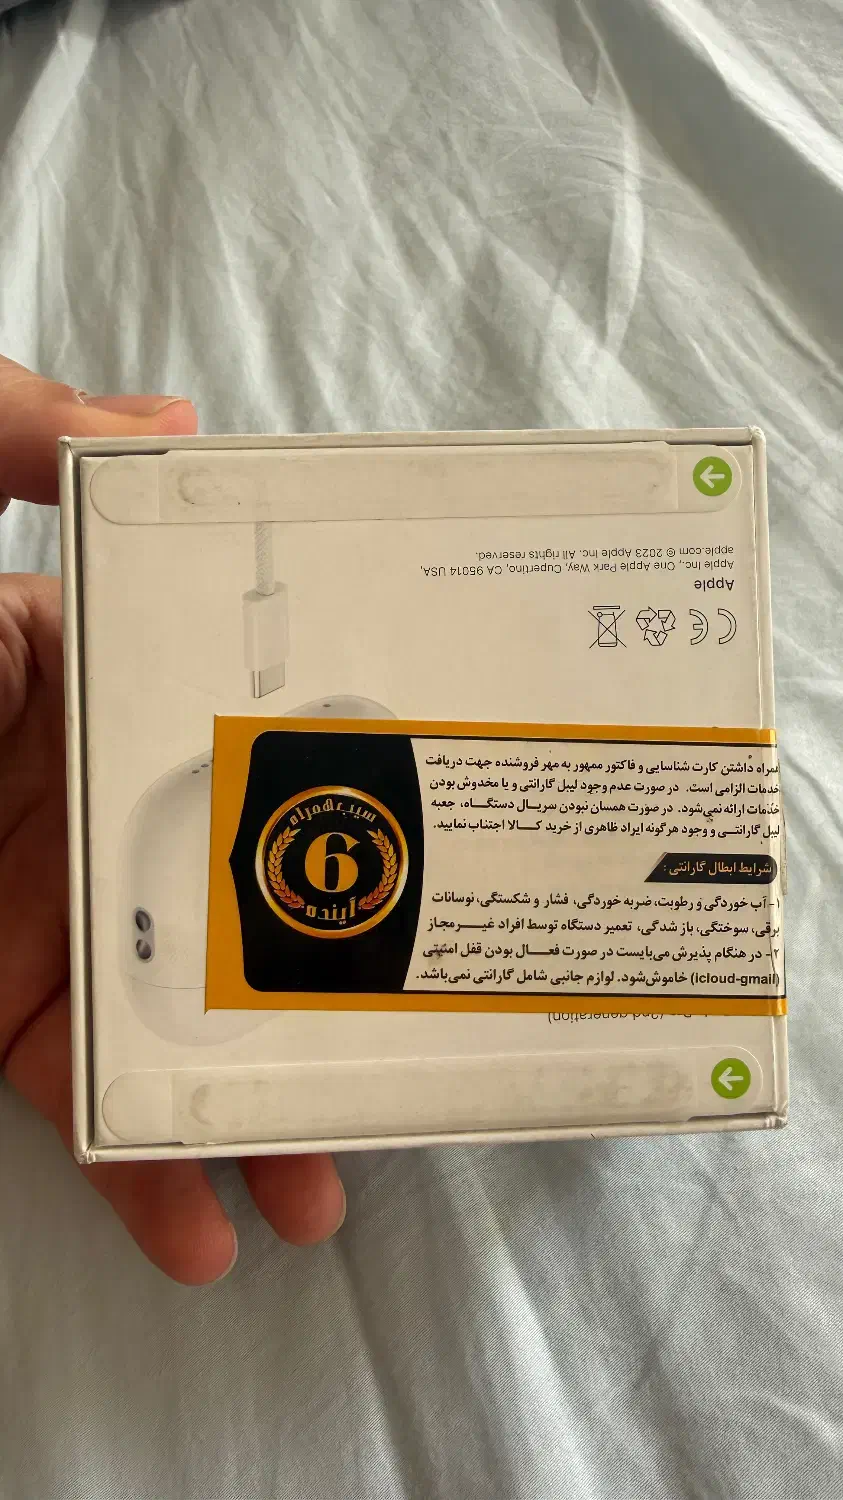 Apple
Apple Inc., One Apple Park Way, Cupertino, CA 95014 USA,
apple.com © 2023 Apple Inc. All rights reserved.
CE
همراه داشتن کارت شناسایی و فاکتور ممهور به مهر فروشنده جهت دریافت
خدمات الزامی است. در صورت عدم وجود لیبل گارانتی و یا مخدوش بودن
خدمات ارائه نمی‌شود. در صورت همسان نبودن سریال دستگاه، جعبه
لیبل گارانتی و وجود هرگونه ایراد ظاهری از خرید کالا اجتناب نمایید.
شرایط ابطال گارانتی :
۱- آب خوردگی و رطوبت، ضربه خوردگی، فشار و شکستگی، نوسانات
برقی، سوختگی، باز شدگی، تعمیر دستگاه توسط افراد غیرمجاز
۲- در هنگام پذیرش می‌بایست در صورت فعال بودن قفل امنیتی
(icloud-gmail) خاموش‌شود. لوازم جانبی شامل گارانتی نمی‌باشد.
سیب همراه
6
آینده
Pro (2nd generation)